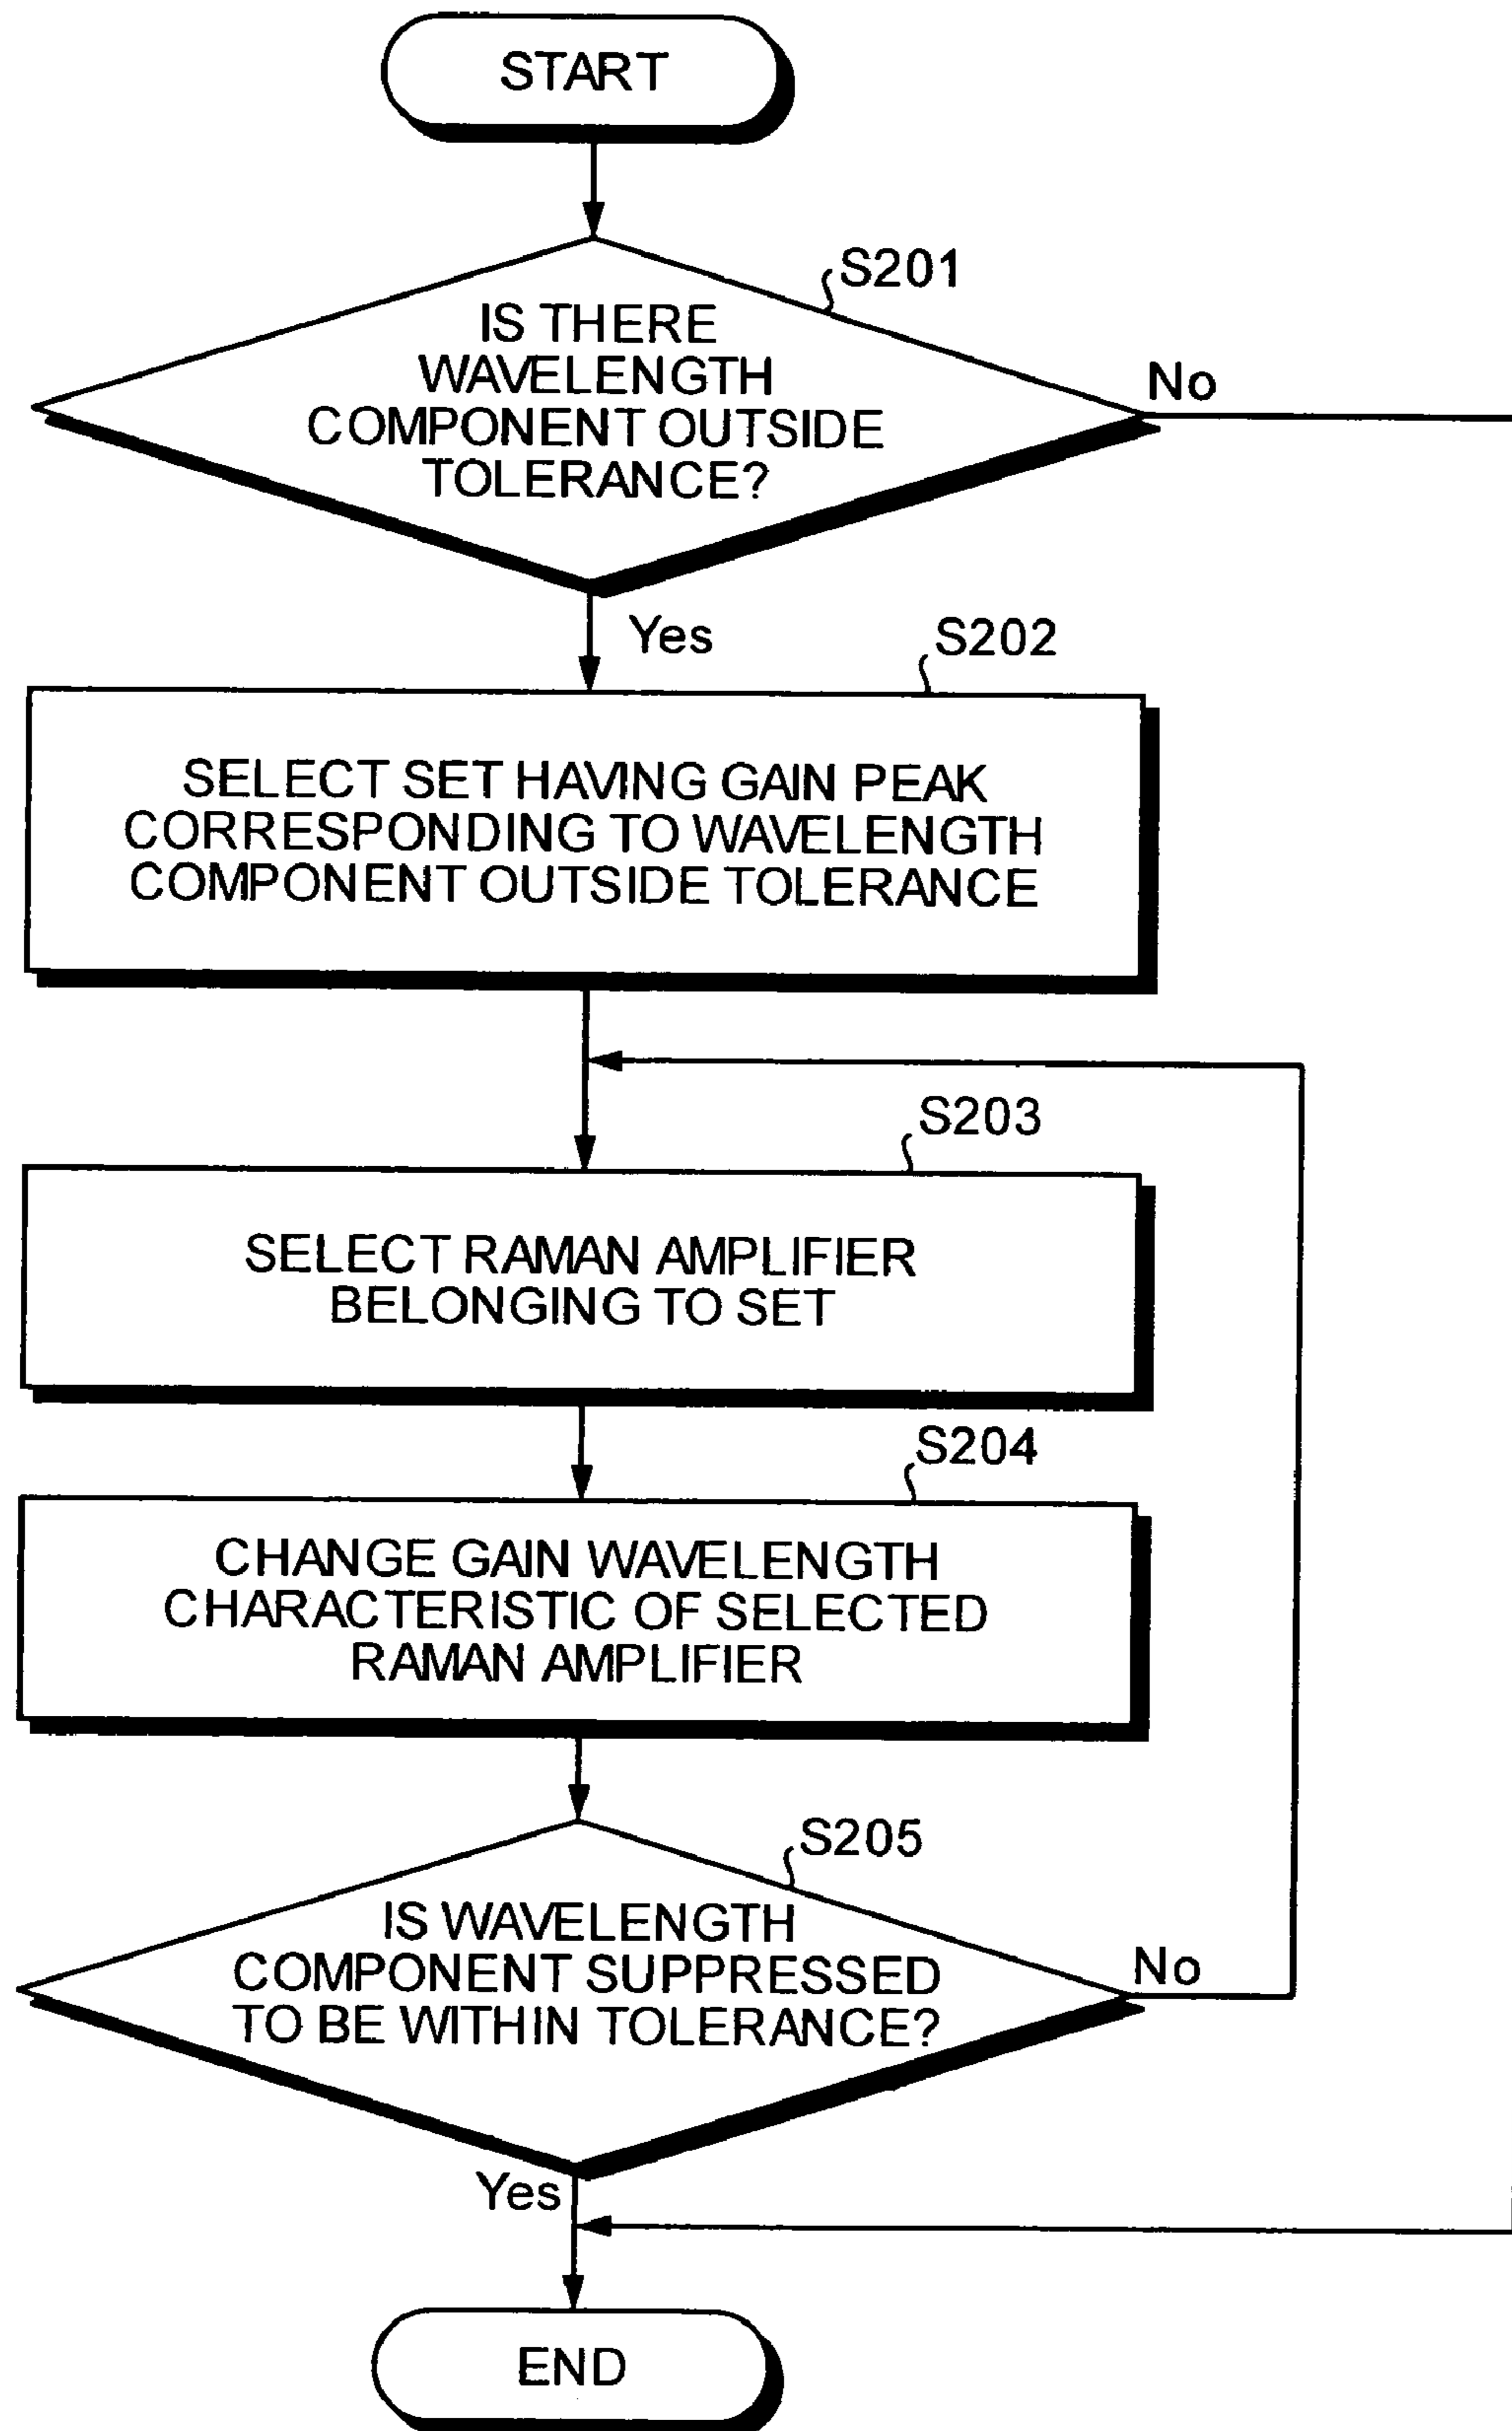 START
S201
IS THERE
WAVELENGTH
COMPONENT OUTSIDE
TOLERANCE?
No
Yes
S202
SELECT SET HAVING GAIN PEAK
CORRESPONDING TO WAVELENGTH
COMPONENT OUTSIDE TOLERANCE
S203
SELECT RAMAN AMPLIFIER
BELONGING TO SET
S204
CHANGE GAIN WAVELENGTH
CHARACTERISTIC OF SELECTED
RAMAN AMPLIFIER
S205
IS WAVELENGTH
COMPONENT SUPPRESSED
TO BE WITHIN TOLERANCE?
No
Yes
END